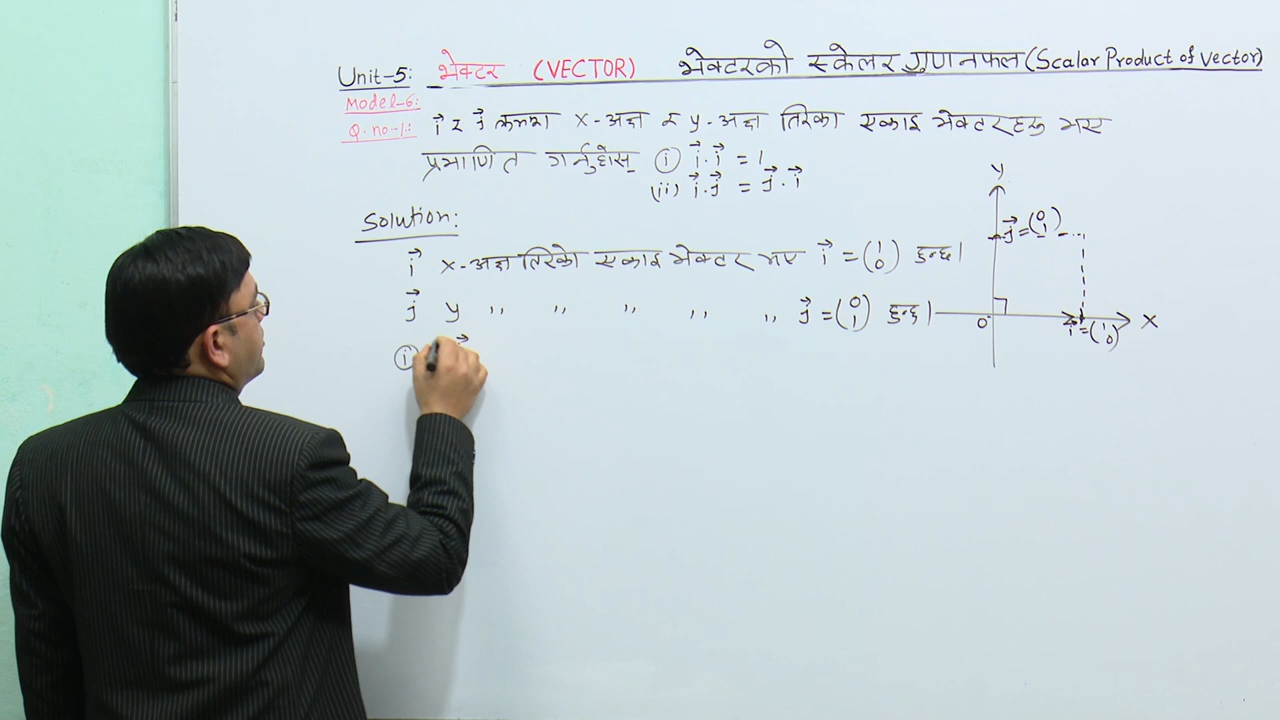 Unit-5: भेक्टर (VECTOR) भेक्टरको स्केलर गुणनफल (Scalar Product of Vector)
Model-6:
Q.no-1: i⃗ र j⃗ क्रमश x-अक्ष र y-अक्ष तिरका एकाइ भेक्टरहरु भए
प्रमाणित गर्नुहोस् (i) i⃗.i⃗ = 1
(ii) i⃗.j⃗ = j⃗.i⃗
Solution:
i⃗ x-अक्ष तिरको एकाइ भेक्टर भए i⃗ = (1 0) हुन्छ।
j⃗ y ,, ,, ,, ,, ,, j⃗ = (0 1) हुन्छ।
(i)
y
j⃗ = (0 1)
0
i⃗ = (1 0)
X